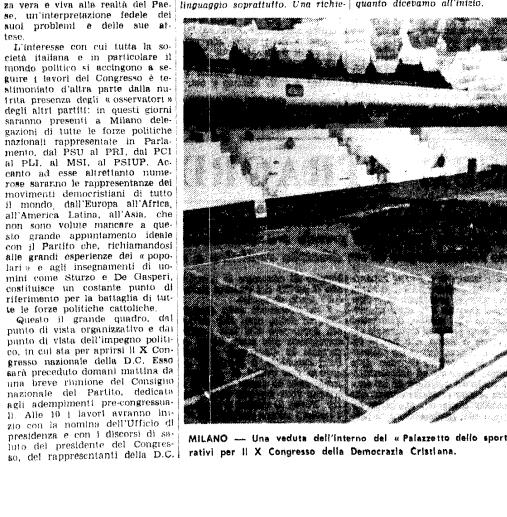 za vera e viva alla realtà del Pae-
se, un'interpretazione fedele dei
suoi problemi e delle sue at-
tese.
L'interesse con cui tutta la so-
cietà italiana e in particolare il
mondo politico si accingono a se-
guire i lavori del Congresso è te-
stimoniato d'altra parte dalla nu-
trita presenza degli « osservatori »
degli altri partiti: in questi giorni
saranno presenti a Milano dele-
gazioni di tutte le forze politiche
nazionali rappresentate in Parla-
mento, dal PSU al PRI, dal PCI
al PLI, al MSI, al PSIUP. Ac-
canto ad esse altrettanto nume-
rose saranno le rappresentanze dei
movimenti democristiani di tutto
il mondo, dall'Europa all'Africa,
all'America Latina, all'Asia, che
non sono volute mancare a que-
sto grande appuntamento ideale
con il Partito che, richiamandosi
alle grandi esperienze dei « popo-
lari » e agli insegnamenti di uo-
mini come Sturzo e De Gasperi,
costituisce un costante punto di
riferimento per la battaglia di tut-
te le forze politiche cattoliche.
Questo il grande quadro, dal
punto di vista organizzativo e dal
punto di vista dell'impegno politi-
co, in cui sta per aprirsi il X Con-
gresso nazionale della D.C. Esso
sarà preceduto domani mattina da
una breve riunione del Consiglio
nazionale del Partito, dedicata
agli adempimenti pre-congressua-
li. Alle 10 i lavori avranno ini-
zio con la nomina dell'Ufficio di
presidenza e con i discorsi di sa-
luto del presidente del Congres-
so, dei rappresentanti della D.C.
linguaggio soprattutto. Una richie-
quanto dicevamo all'inizio.
MILANO — Una veduta dell'interno del « Palazzetto dello sport
rativi per il X Congresso della Democrazia Cristiana.